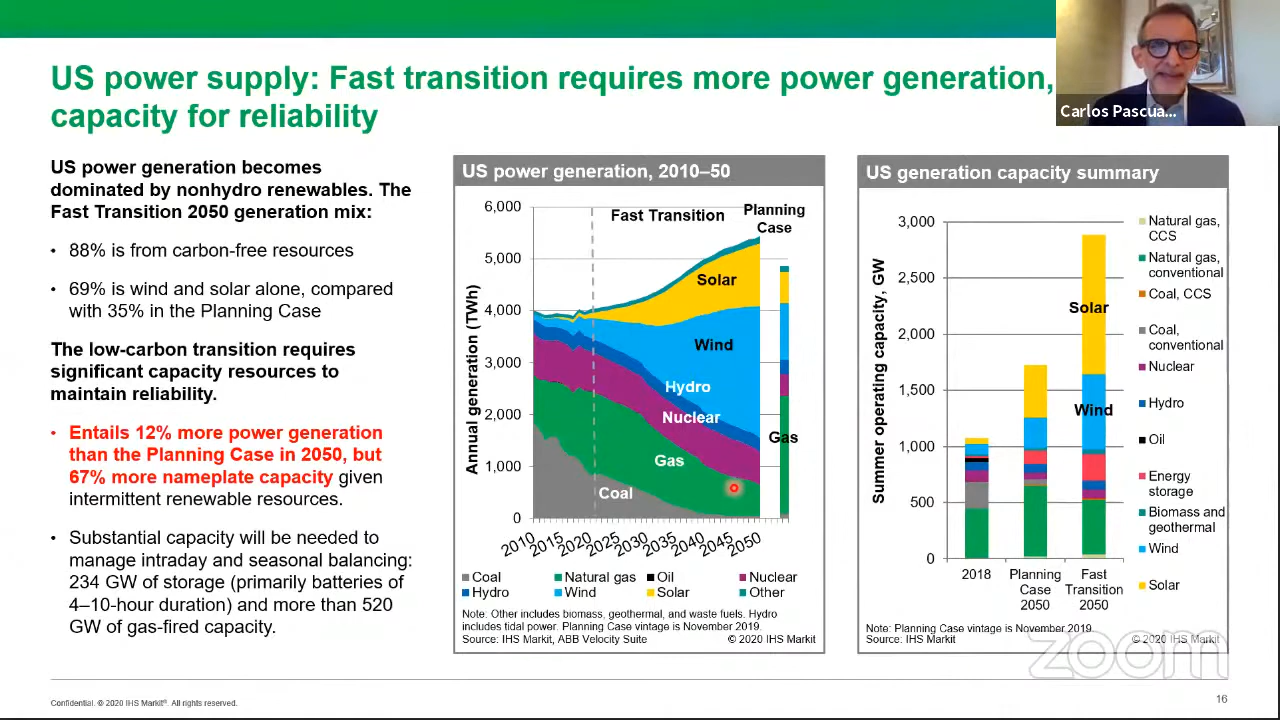 US power supply: Fast transition requires more power generation,
capacity for reliability
Carlos Pascua...
US power generation becomes
dominated by nonhydro renewables. The
Fast Transition 2050 generation mix:
• 88% is from carbon-free resources
• 69% is wind and solar alone, compared
with 35% in the Planning Case
The low-carbon transition requires
significant capacity resources to
maintain reliability.
• Entails 12% more power generation
than the Planning Case in 2050, but
67% more nameplate capacity given
intermittent renewable resources.
• Substantial capacity will be needed to
manage intraday and seasonal balancing:
234 GW of storage (primarily batteries of
4–10-hour duration) and more than 520
GW of gas-fired capacity.
US power generation, 2010–50
Annual generation (TWh)
6,000
5,000
4,000
3,000
2,000
1,000
0
Fast Transition
Planning
Case
Solar
Wind
Hydro
Nuclear
Gas
Gas
Coal
2010 2015 2020 2025 2030 2035 2040 2045 2050
Coal Natural gas Oil Nuclear
Hydro Wind Solar Other
Note: Other includes biomass, geothermal, and waste fuels. Hydro
includes tidal power. Planning Case vintage is November 2019.
Source: IHS Markit, ABB Velocity Suite © 2020 IHS Markit
US generation capacity summary
Summer operating capacity, GW
3,000
2,500
2,000
1,500
1,000
500
0
Solar
Wind
2018
Planning
Case
2050
Fast
Transition
2050
Natural gas,
CCS
Natural gas,
conventional
Coal, CCS
Coal,
conventional
Nuclear
Hydro
Oil
Energy
storage
Biomass and
geothermal
Wind
Solar
Note: Planning Case vintage is November 2019.
Source: IHS Markit © 2020 IHS Markit
zoom
Confidential. © 2020 IHS Markit®. All rights reserved.
16